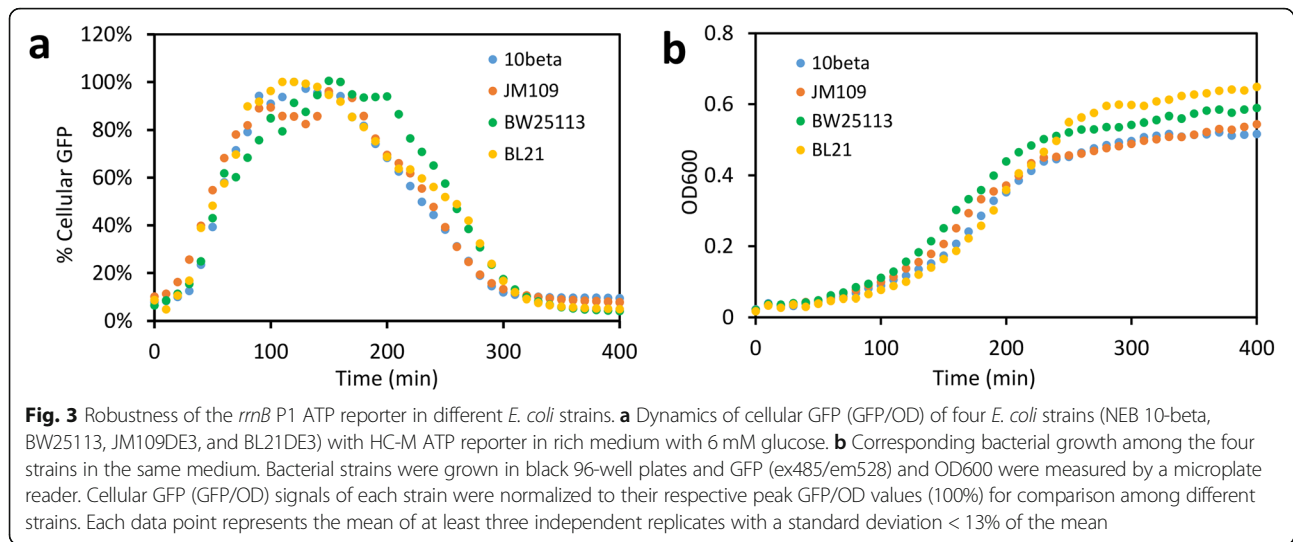 a
120%
100%
80%
60%
40%
20%
0%
% Cellular GFP
10beta
JM109
BW25113
BL21
0 100 200 300 400
Time (min)
b
0.8
0.6
0.4
0.2
0
OD600
10beta
JM109
BW25113
BL21
0 100 200 300 400
Time (min)
Fig. 3 Robustness of the rrnB P1 ATP reporter in different E. coli strains. a Dynamics of cellular GFP (GFP/OD) of four E. coli strains (NEB 10-beta,
BW25113, JM109DE3, and BL21DE3) with HC-M ATP reporter in rich medium with 6 mM glucose. b Corresponding bacterial growth among the four
strains in the same medium. Bacterial strains were grown in black 96-well plates and GFP (ex485/em528) and OD600 were measured by a microplate
reader. Cellular GFP (GFP/OD) signals of each strain were normalized to their respective peak GFP/OD values (100%) for comparison among different
strains. Each data point represents the mean of at least three independent replicates with a standard deviation < 13% of the mean